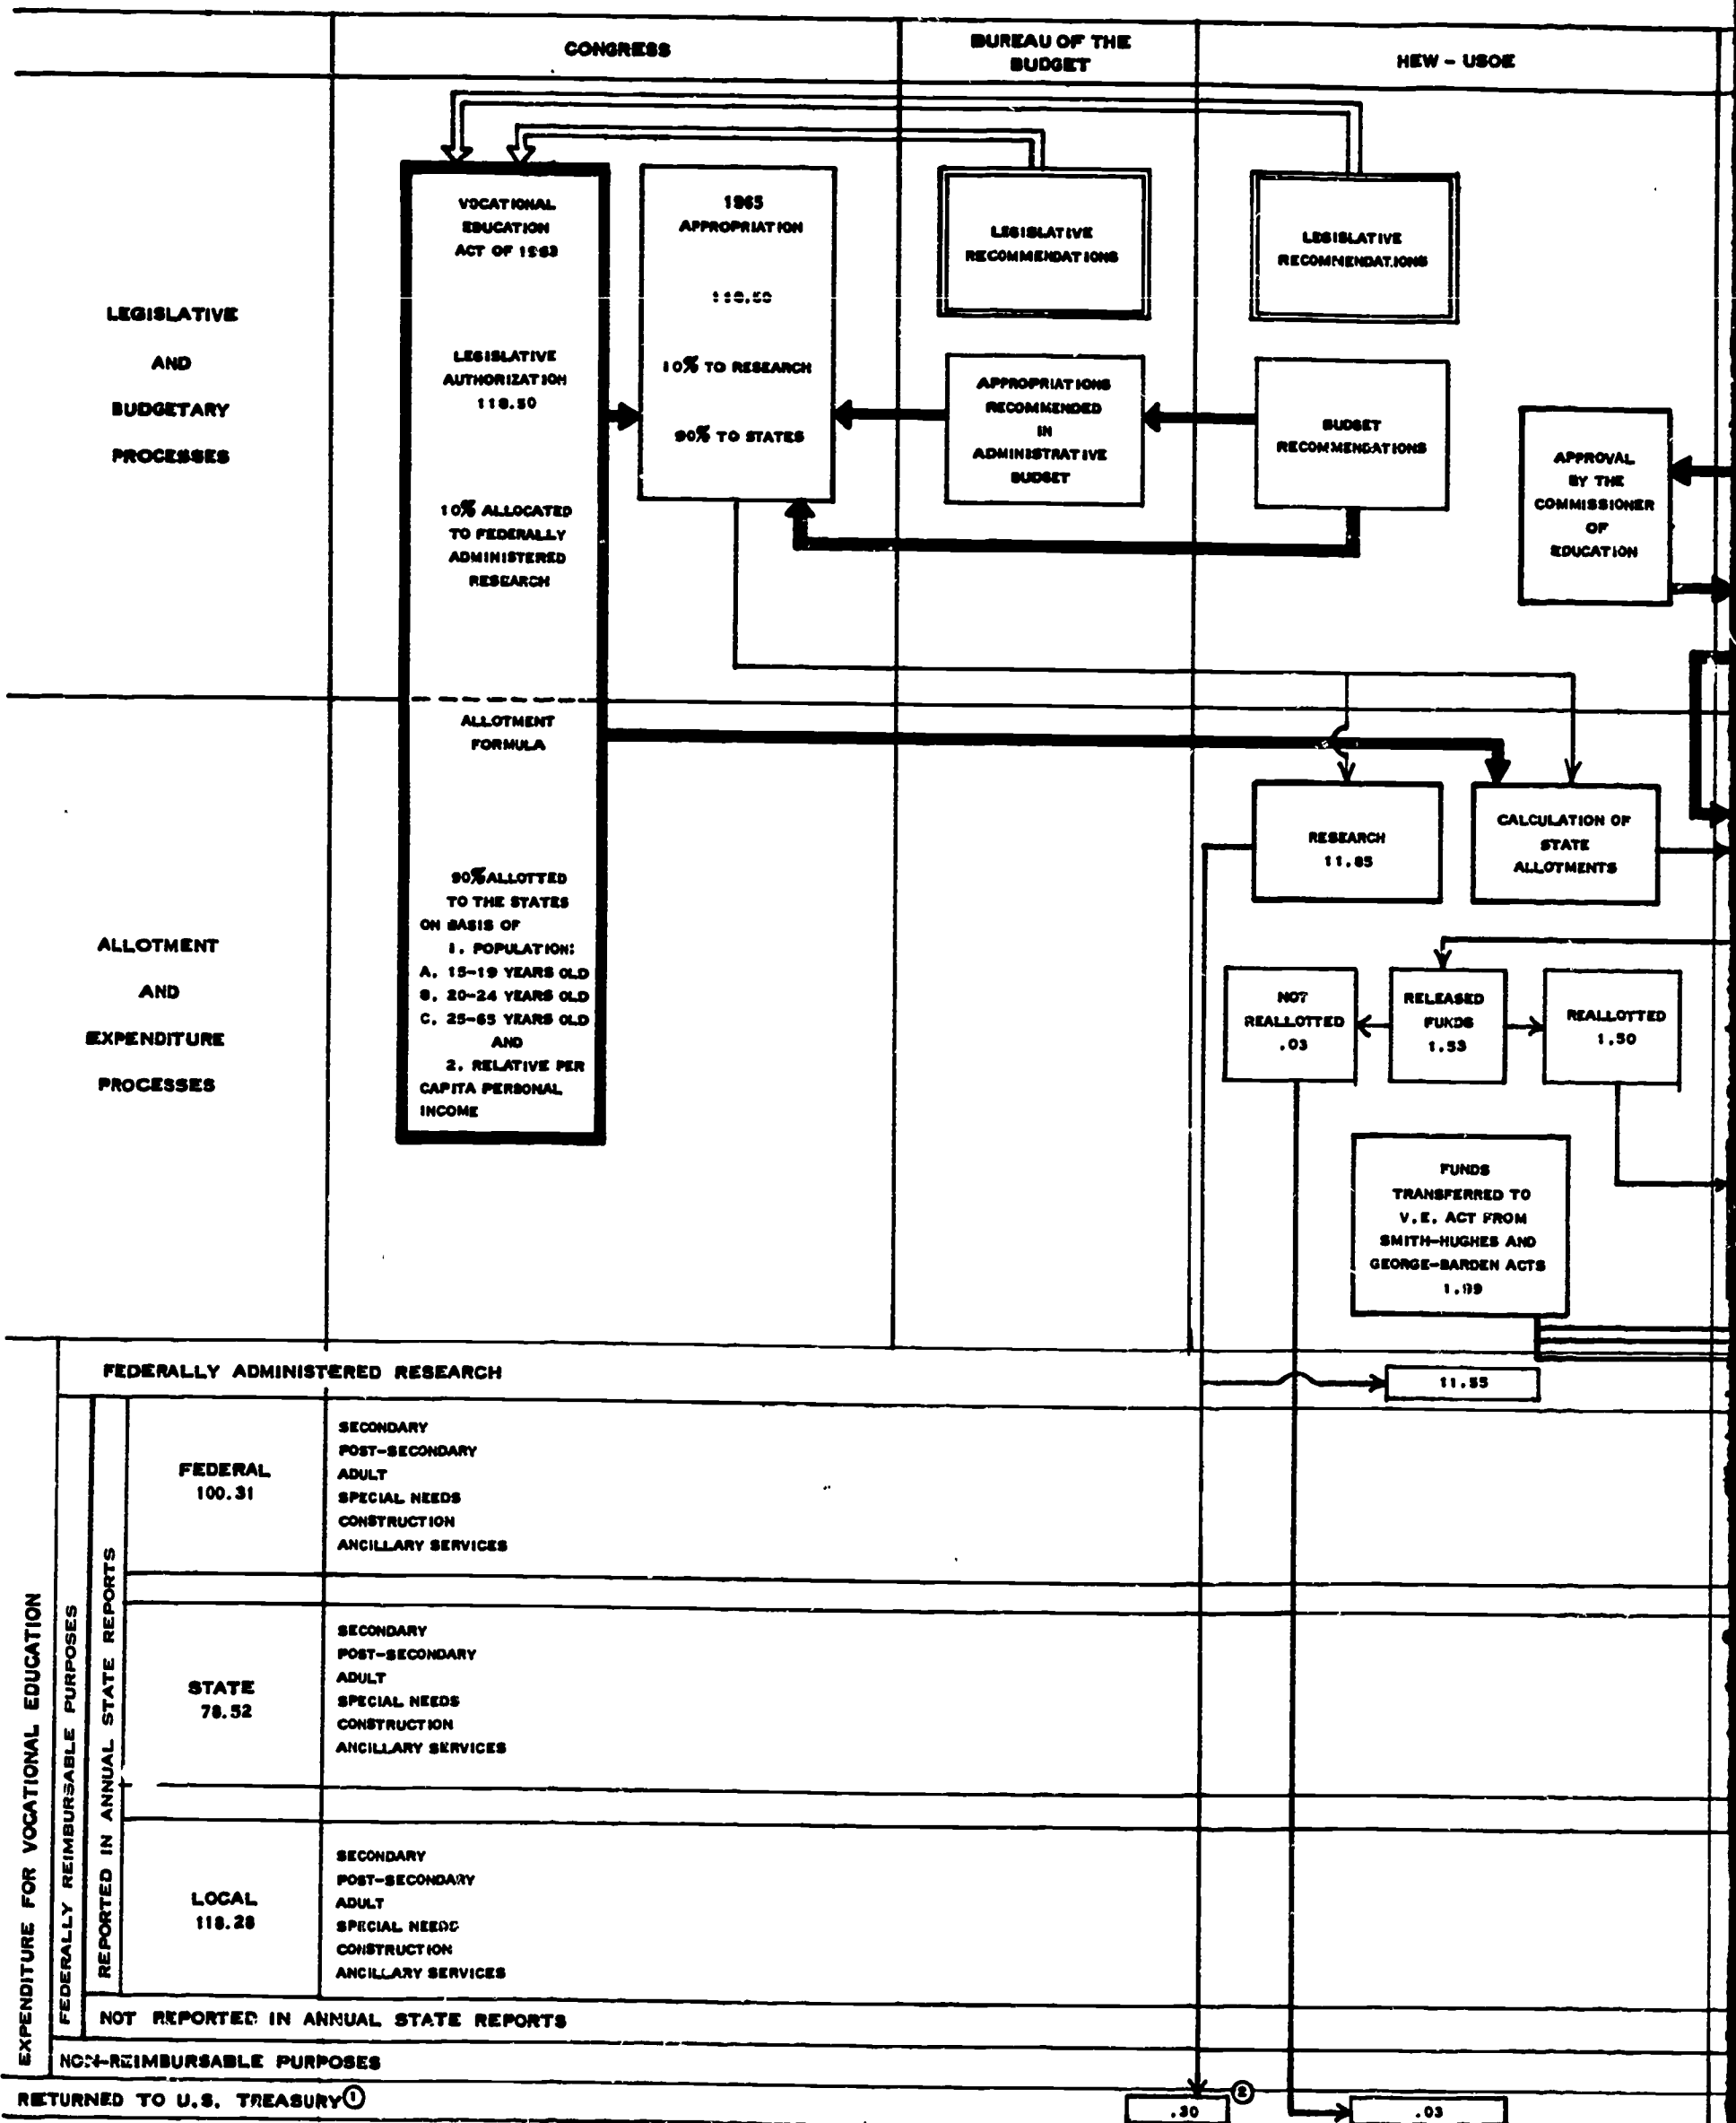 CONGRESS
BUREAU OF THE
BUDGET
HEW - USOE
LEGISLATIVE
AND
BUDGETARY
PROCESSES
VOCATIONAL
EDUCATION
ACT OF 1963
LEGISLATIVE
AUTHORIZATION
118.50
10% ALLOCATED
TO FEDERALLY
ADMINISTERED
RESEARCH
1965
APPROPRIATION
118.50
10% TO RESEARCH
90% TO STATES
LEGISLATIVE
RECOMMENDATIONS
APPROPRIATIONS
RECOMMENDED
IN
ADMINISTRATIVE
BUDGET
LEGISLATIVE
RECOMMENDATIONS
BUDGET
RECOMMENDATIONS
APPROVAL
BY THE
COMMISSIONER
OF
EDUCATION
ALLOTMENT
AND
EXPENDITURE
PROCESSES
ALLOTMENT
FORMULA
90% ALLOTTED
TO THE STATES
ON BASIS OF
1. POPULATION:
A. 15-19 YEARS OLD
B. 20-24 YEARS OLD
C. 25-65 YEARS OLD
AND
2. RELATIVE PER
CAPITA PERSONAL
INCOME
RESEARCH
11.85
CALCULATION OF
STATE
ALLOTMENTS
NOT
REALLOTTED
.03
RELEASED
FUNDS
1.53
REALLOTTED
1.50
FUNDS
TRANSFERRED TO
V.E. ACT FROM
SMITH-HUGHES AND
GEORGE-BARDEN ACTS
1.99
EXPENDITURE FOR VOCATIONAL EDUCATION
FEDERALLY REIMBURSABLE PURPOSES
REPORTED IN ANNUAL STATE REPORTS
FEDERALLY ADMINISTERED RESEARCH
11.55
FEDERAL
100.31
SECONDARY
POST-SECONDARY
ADULT
SPECIAL NEEDS
CONSTRUCTION
ANCILLARY SERVICES
STATE
78.52
SECONDARY
POST-SECONDARY
ADULT
SPECIAL NEEDS
CONSTRUCTION
ANCILLARY SERVICES
LOCAL
118.28
SECONDARY
POST-SECONDARY
ADULT
SPECIAL NEEDS
CONSTRUCTION
ANCILLARY SERVICES
NOT REPORTED IN ANNUAL STATE REPORTS
NON-REIMBURSABLE PURPOSES
RETURNED TO U.S. TREASURY ①
.30 ②
.03